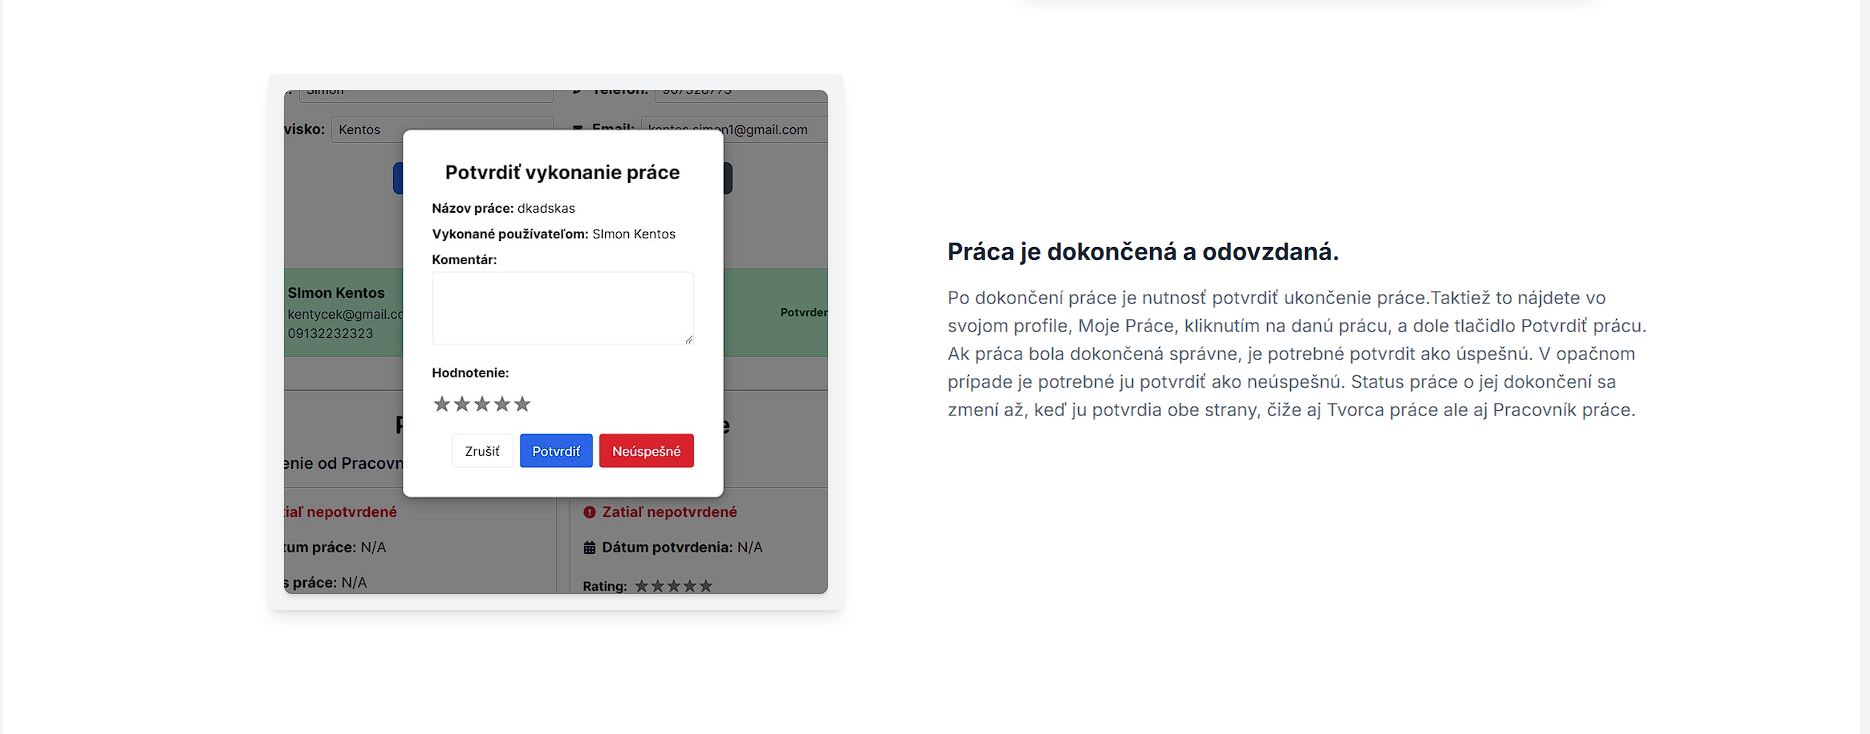 Simon
Telefón:
907328773
visko:
Kentos
Email:
kentos.simon1@gmail.com
Potvrdiť vykonanie práce
Názov práce: dkadskas
Vykonané používateľom: SImon Kentos
Komentár:
SImon Kentos
kentycek@gmail.co
09132232323
Potvrden
Hodnotenie:
enie od Pracovn
Zrušiť
Potvrdiť
Neúspešné
iaľ nepotvrdené
Zatiaľ nepotvrdené
tum práce: N/A
Dátum potvrdenia: N/A
s práce: N/A
Rating:
Práca je dokončená a odovzdaná.
Po dokončení práce je nutnosť potvrdiť ukončenie práce.Taktiež to nájdete vo
svojom profile, Moje Práce, kliknutím na danú prácu, a dole tlačidlo Potvrdiť prácu.
Ak práca bola dokončená správne, je potrebné potvrdit ako úspešnú. V opačnom
prípade je potrebné ju potvrdiť ako neúspešnú. Status práce o jej dokončení sa
zmení až, keď ju potvrdia obe strany, čiže aj Tvorca práce ale aj Pracovník práce.